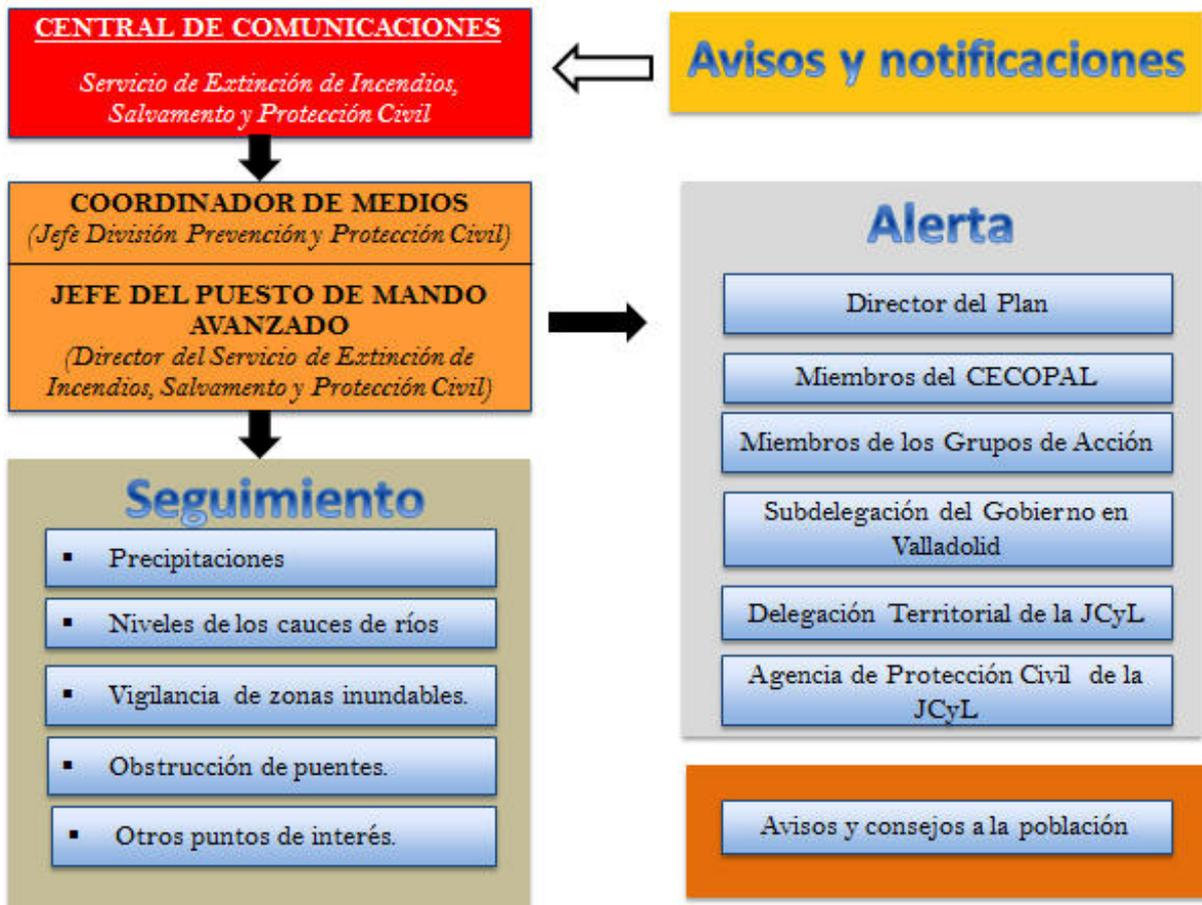 CENTRAL DE COMUNICACIONES
Servicio de Extinción de Incendios,
Salvamento y Protección Civil
Avisos y notificaciones
COORDINADOR DE MEDIOS
(Jefe División Prevención y Protección Civil)
JEFE DEL PUESTO DE MANDO
AVANZADO
(Director del Servicio de Extinción de
Incendios, Salvamento y Protección Civil)
Alerta
Director del Plan
Miembros del CECOPAL
Miembros de los Grupos de Acción
Subdelegación del Gobierno en
Valladolid
Delegación Territorial de la JCyL
Agencia de Protección Civil de la
JCyL
Seguimiento
▪ Precipitaciones
▪ Niveles de los cauces de ríos
▪ Vigilancia de zonas inundables.
▪ Obstrucción de puentes.
▪ Otros puntos de interés.
Avisos y consejos a la población